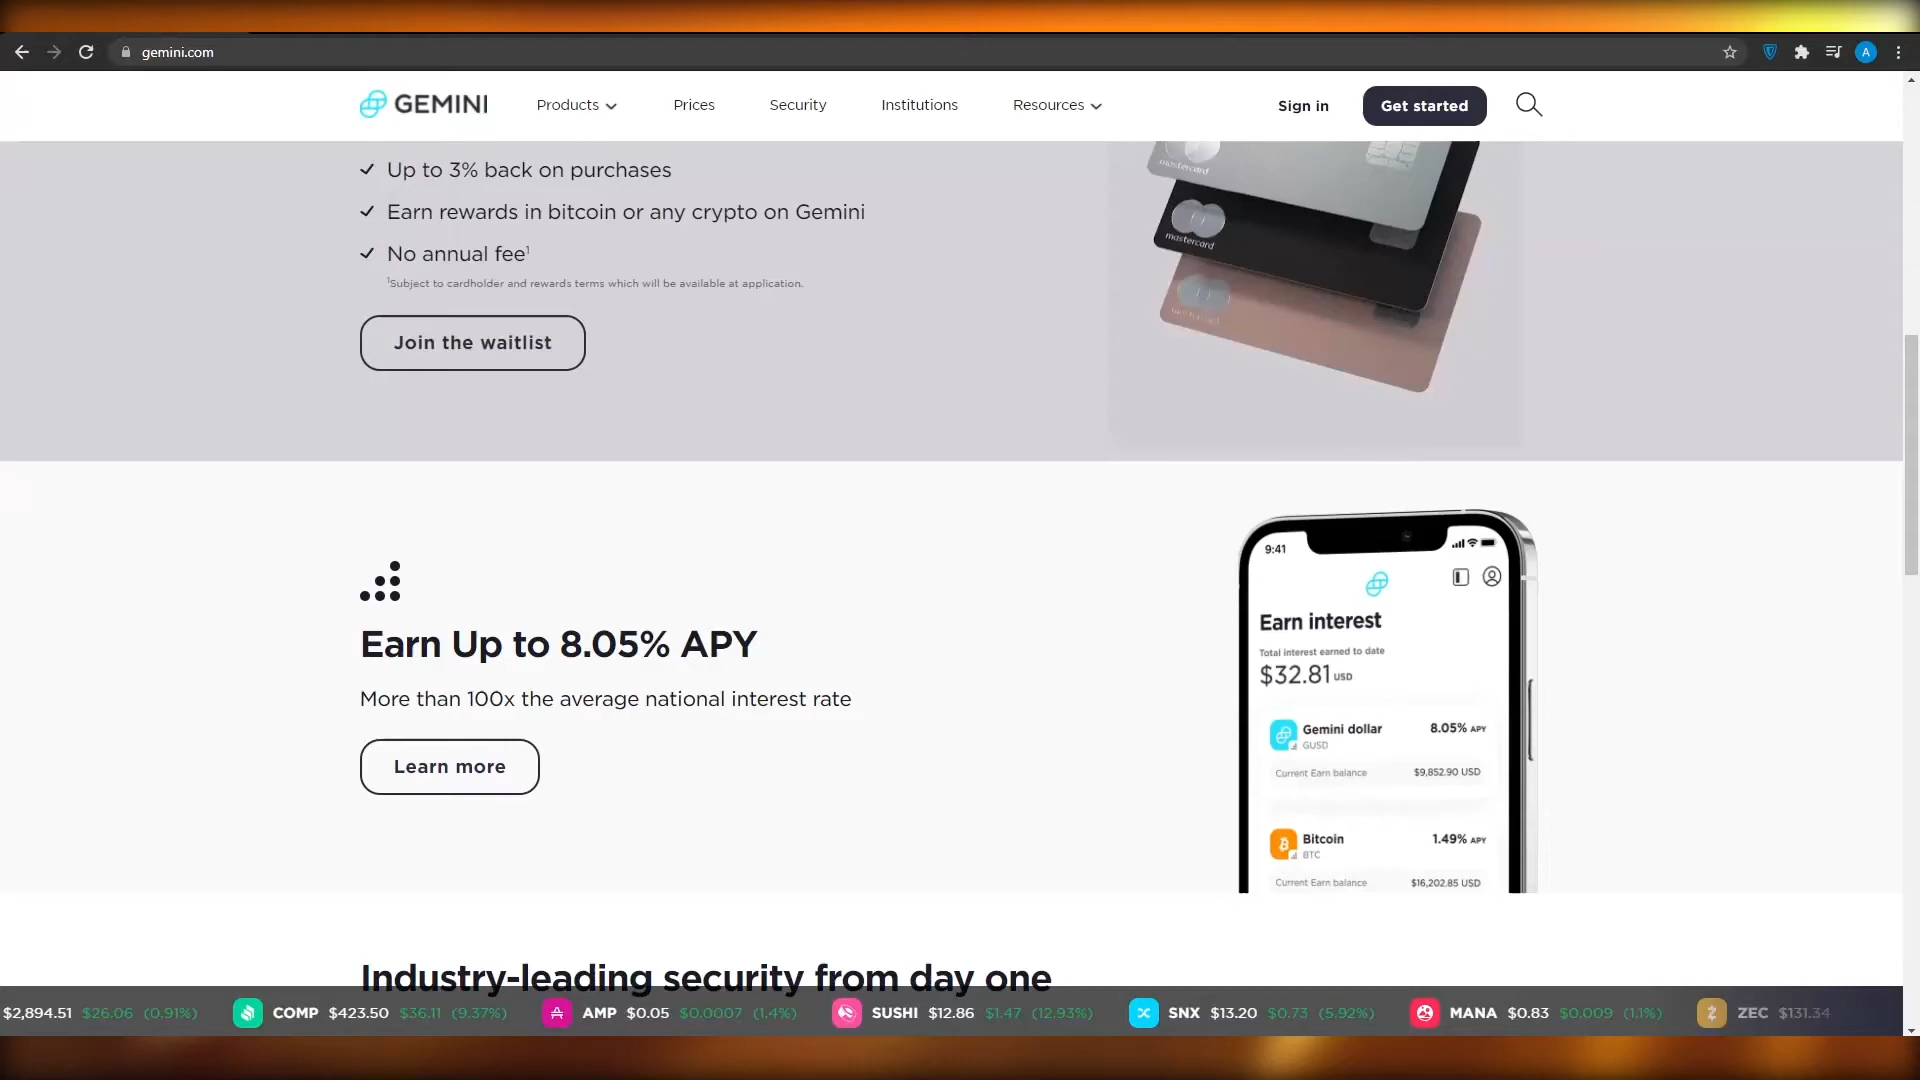 gemini.com
A
GEMINI
Products
Prices
Security
Institutions
Resources
Sign in
Get started
Up to 3% back on purchases
Earn rewards in bitcoin or any crypto on Gemini
No annual fee¹
¹Subject to cardholder and rewards terms which will be available at application.
Join the waitlist
mastercard
mastercard
mastercard
Earn Up to 8.05% APY
More than 100x the average national interest rate
Learn more
9:41
Earn interest
Total interest earned to date
$32.81 USD
Gemini dollar 8.05% APY
GUSD
Current Earn balance $9,852.90 USD
Bitcoin 1.49% APY
BTC
Current Earn balance $16,202.85 USD
Industry-leading security from day one
$2,894.51 $26.06 (0.91%) COMP $423.50 $36.11 (9.37%) AMP $0.05 $0.0007 (1.4%) SUSHI $12.86 $1.47 (12.93%) SNX $13.20 $0.73 (5.92%) MANA $0.83 $0.009 (1.1%) ZEC $131.34